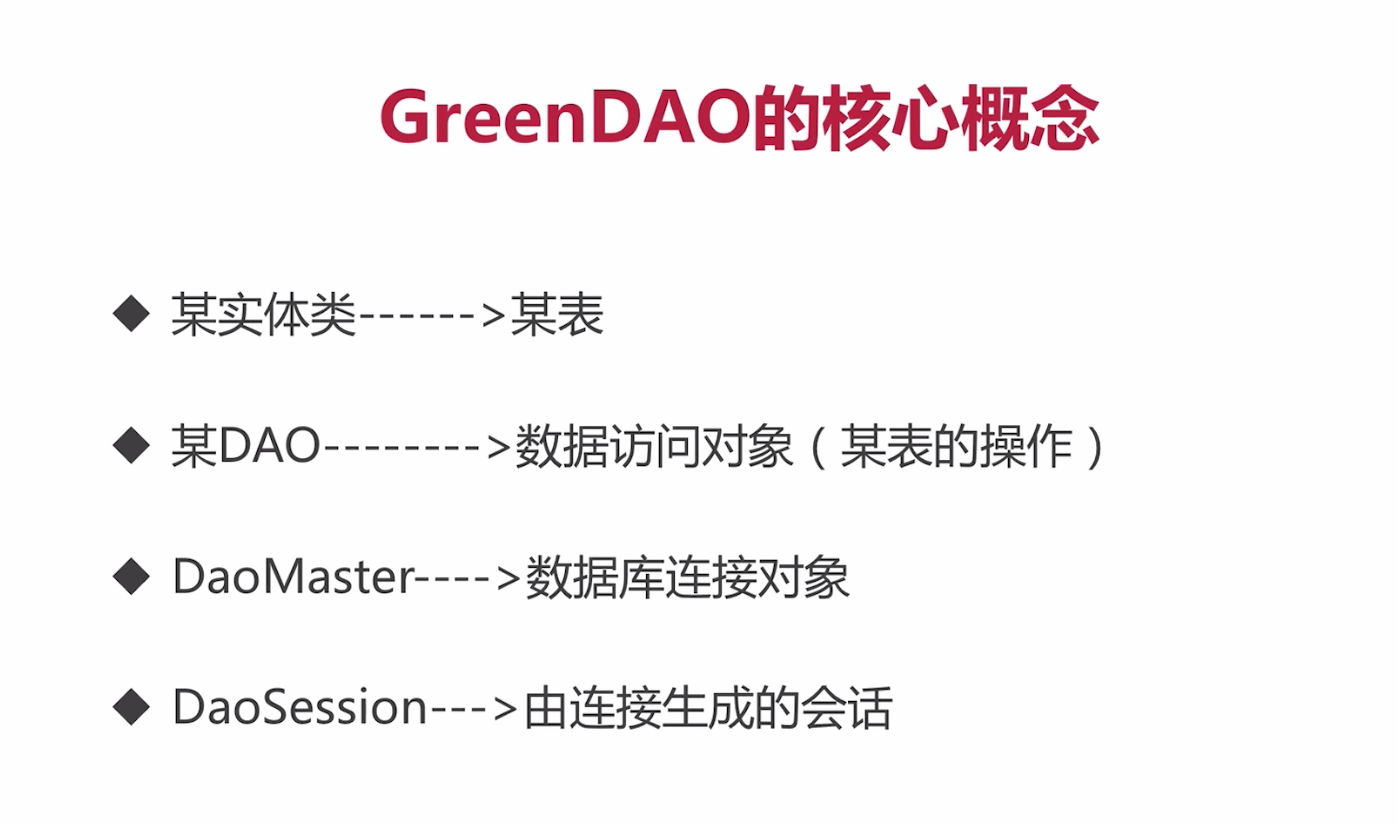 GreenDAO的核心概念
◆ 某实体类------>某表
◆ 某DAO-------->数据访问对象（某表的操作）
◆ DaoMaster---->数据库连接对象
◆ DaoSession--->由连接生成的会话